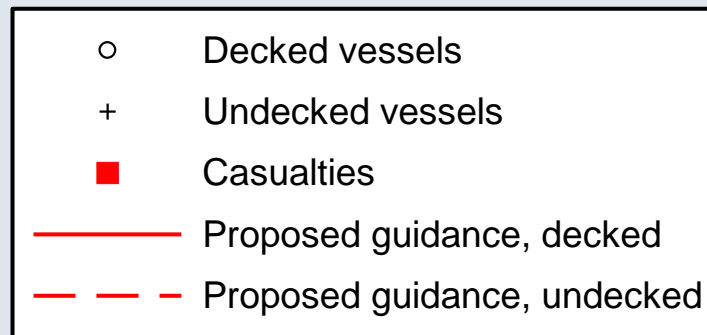 Decked vessels
Undecked vessels
Casualties
Proposed guidance, decked
Proposed guidance, undecked